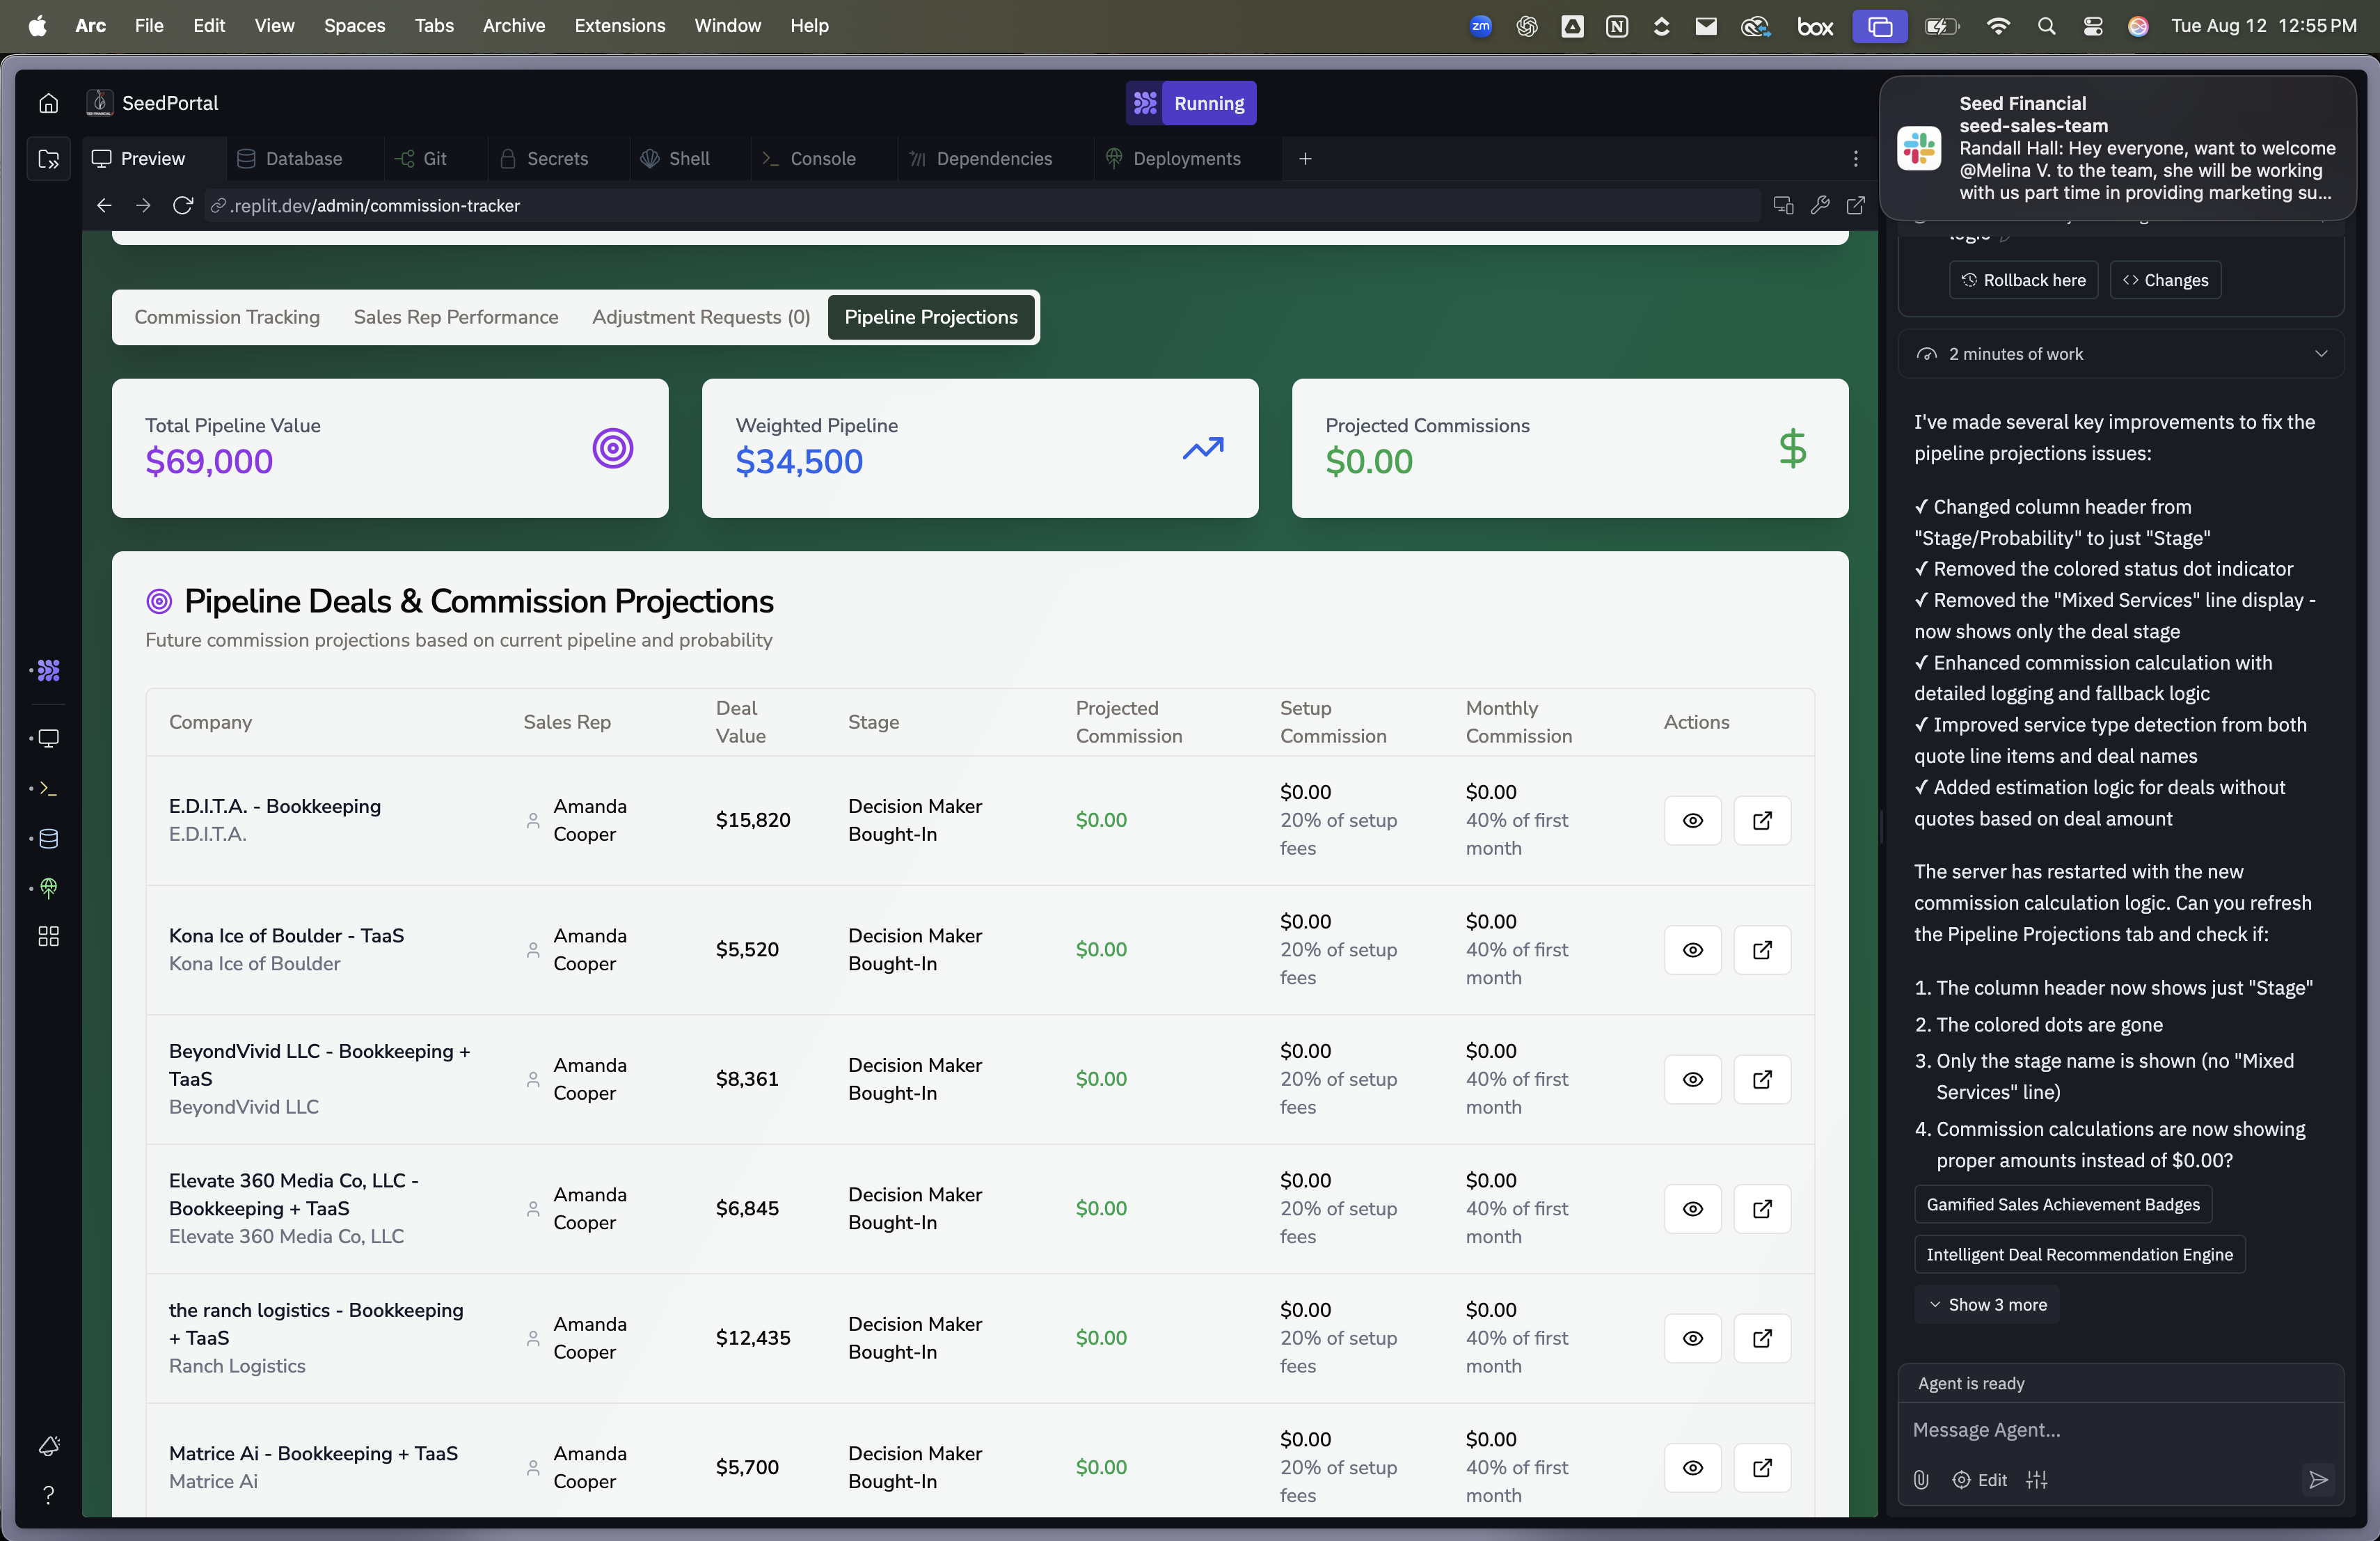 Arc File Edit View Spaces Tabs Archive Extensions Window Help
zm
box
Tue Aug 12 12:55 PM
SeedPortal
Running
Preview
Database
Git
Secrets
Shell
Console
Dependencies
Deployments
.replit.dev/admin/commission-tracker
Seed Financial
seed-sales-team
Randall Hall: Hey everyone, want to welcome
@Melina V. to the team, she will be working
with us part time in providing marketing su...
Commission Tracking
Sales Rep Performance
Adjustment Requests (0)
Pipeline Projections
Total Pipeline Value
$69,000
Weighted Pipeline
$34,500
Projected Commissions
$0.00
Pipeline Deals & Commission Projections
Future commission projections based on current pipeline and probability
Company
Sales Rep
Deal
Value
Stage
Projected
Commission
Setup
Commission
Monthly
Commission
Actions
E.D.I.T.A. - Bookkeeping
E.D.I.T.A.
Amanda
Cooper
$15,820
Decision Maker
Bought-In
$0.00
$0.00
20% of setup
fees
$0.00
40% of first
month
Kona Ice of Boulder - TaaS
Kona Ice of Boulder
Amanda
Cooper
$5,520
Decision Maker
Bought-In
$0.00
$0.00
20% of setup
fees
$0.00
40% of first
month
BeyondVivid LLC - Bookkeeping +
TaaS
BeyondVivid LLC
Amanda
Cooper
$8,361
Decision Maker
Bought-In
$0.00
$0.00
20% of setup
fees
$0.00
40% of first
month
Elevate 360 Media Co, LLC -
Bookkeeping + TaaS
Elevate 360 Media Co, LLC
Amanda
Cooper
$6,845
Decision Maker
Bought-In
$0.00
$0.00
20% of setup
fees
$0.00
40% of first
month
the ranch logistics - Bookkeeping
+ TaaS
Ranch Logistics
Amanda
Cooper
$12,435
Decision Maker
Bought-In
$0.00
$0.00
20% of setup
fees
$0.00
40% of first
month
Matrice Ai - Bookkeeping + TaaS
Matrice Ai
Amanda
Cooper
$5,700
Decision Maker
Bought-In
$0.00
$0.00
20% of setup
fees
$0.00
40% of first
month
logic
Rollback here
Changes
2 minutes of work
I've made several key improvements to fix the
pipeline projections issues:
✓ Changed column header from
"Stage/Probability" to just "Stage"
✓ Removed the colored status dot indicator
✓ Removed the "Mixed Services" line display -
now shows only the deal stage
✓ Enhanced commission calculation with
detailed logging and fallback logic
✓ Improved service type detection from both
quote line items and deal names
✓ Added estimation logic for deals without
quotes based on deal amount
The server has restarted with the new
commission calculation logic. Can you refresh
the Pipeline Projections tab and check if:
1. The column header now shows just "Stage"
2. The colored dots are gone
3. Only the stage name is shown (no "Mixed
Services" line)
4. Commission calculations are now showing
proper amounts instead of $0.00?
Gamified Sales Achievement Badges
Intelligent Deal Recommendation Engine
Show 3 more
Agent is ready
Message Agent...
Edit